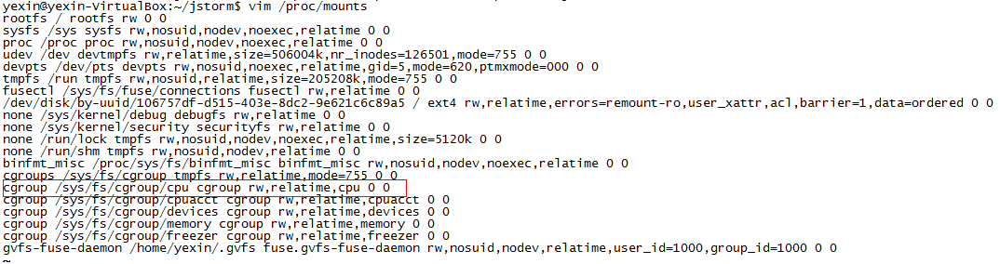 yexin@yexin-VirtualBox:~/jstorm$ vim /proc/mounts
rootfs / rootfs rw 0 0
sysfs /sys sysfs rw,nosuid,nodev,noexec,relatime 0 0
proc /proc proc rw,nosuid,nodev,noexec,relatime 0 0
udev /dev devtmpfs rw,relatime,size=506004k,nr_inodes=126501,mode=755 0 0
devpts /dev/pts devpts rw,nosuid,noexec,relatime,gid=5,mode=620,ptmxmode=000 0 0
tmpfs /run tmpfs rw,nosuid,relatime,size=205208k,mode=755 0 0
fusectl /sys/fs/fuse/connections fusectl rw,relatime 0 0
/dev/disk/by-uuid/106757df-d515-403e-8dc2-9e621c6c89a5 / ext4 rw,relatime,errors=remount-ro,user_xattr,acl,barrier=1,data=ordered 0 0
none /sys/kernel/debug debugfs rw,relatime 0 0
none /sys/kernel/security securityfs rw,relatime 0 0
none /run/lock tmpfs rw,nosuid,nodev,noexec,relatime,size=5120k 0 0
none /run/shm tmpfs rw,nosuid,nodev,relatime 0 0
binfmt_misc /proc/sys/fs/binfmt_misc binfmt_misc rw,nosuid,nodev,noexec,relatime 0 0
cgroups /sys/fs/cgroup tmpfs rw,relatime,mode=755 0 0
cgroup /sys/fs/cgroup/cpu cgroup rw,relatime,cpu 0 0
cgroup /sys/fs/cgroup/cpuacct cgroup rw,relatime,cpuacct 0 0
cgroup /sys/fs/cgroup/devices cgroup rw,relatime,devices 0 0
cgroup /sys/fs/cgroup/memory cgroup rw,relatime,memory 0 0
cgroup /sys/fs/cgroup/freezer cgroup rw,relatime,freezer 0 0
gvfs-fuse-daemon /home/yexin/.gvfs fuse.gvfs-fuse-daemon rw,nosuid,nodev,relatime,user_id=1000,group_id=1000 0 0
~